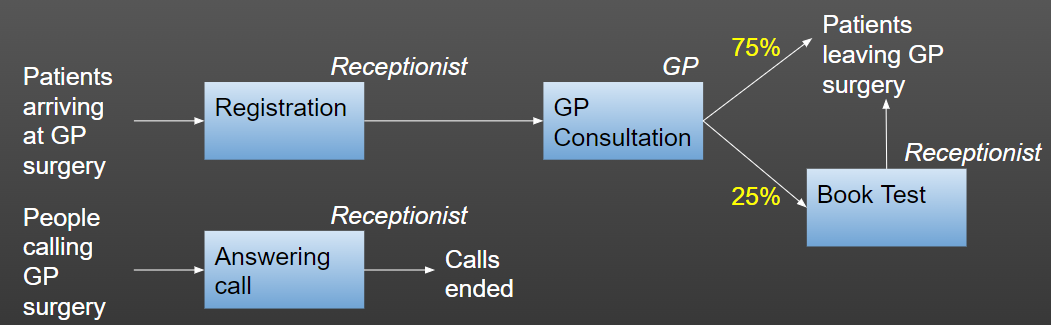 Patients
arriving
at GP
surgery
Receptionist
Registration
GP
GP
Consultation
75%
Patients
leaving GP
surgery
25%
Receptionist
Book Test
People
calling
GP
surgery
Receptionist
Answering
call
Calls
ended